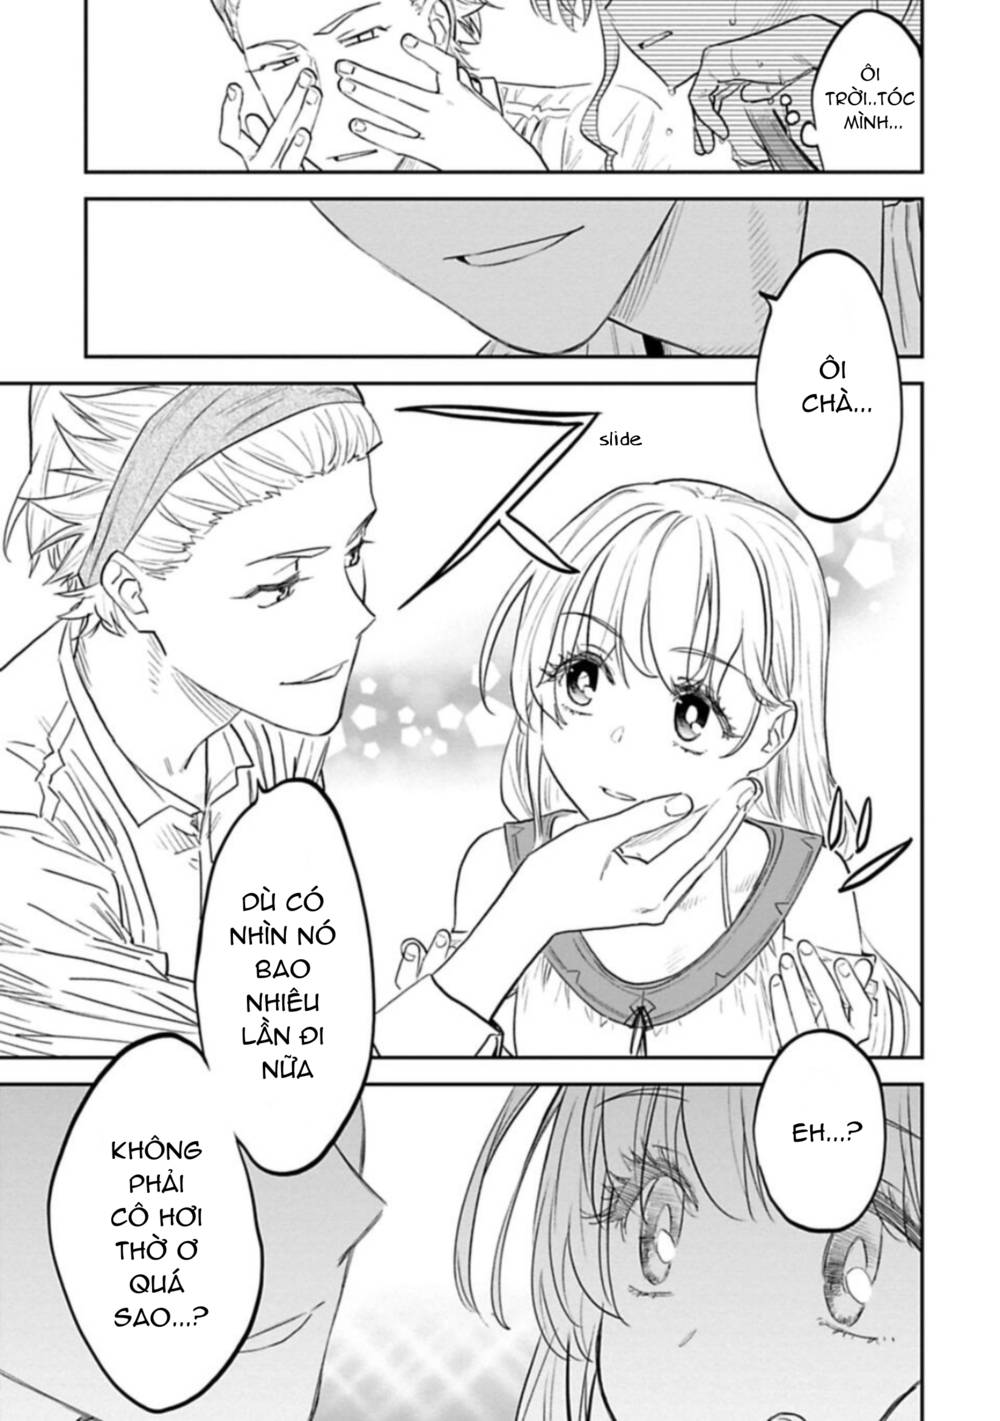 ÔI
TRỜI..TÓC
MÌNH...
ÔI
CHÀ...
ス
slide
DÙ CÓ
NHÌN NÓ
BAO
NHIÊU
LẦN ĐI
NỮA
EH...?
KHÔNG
PHẢI
CÔ HƠI
THỜ Ơ
QUÁ
SAO...?